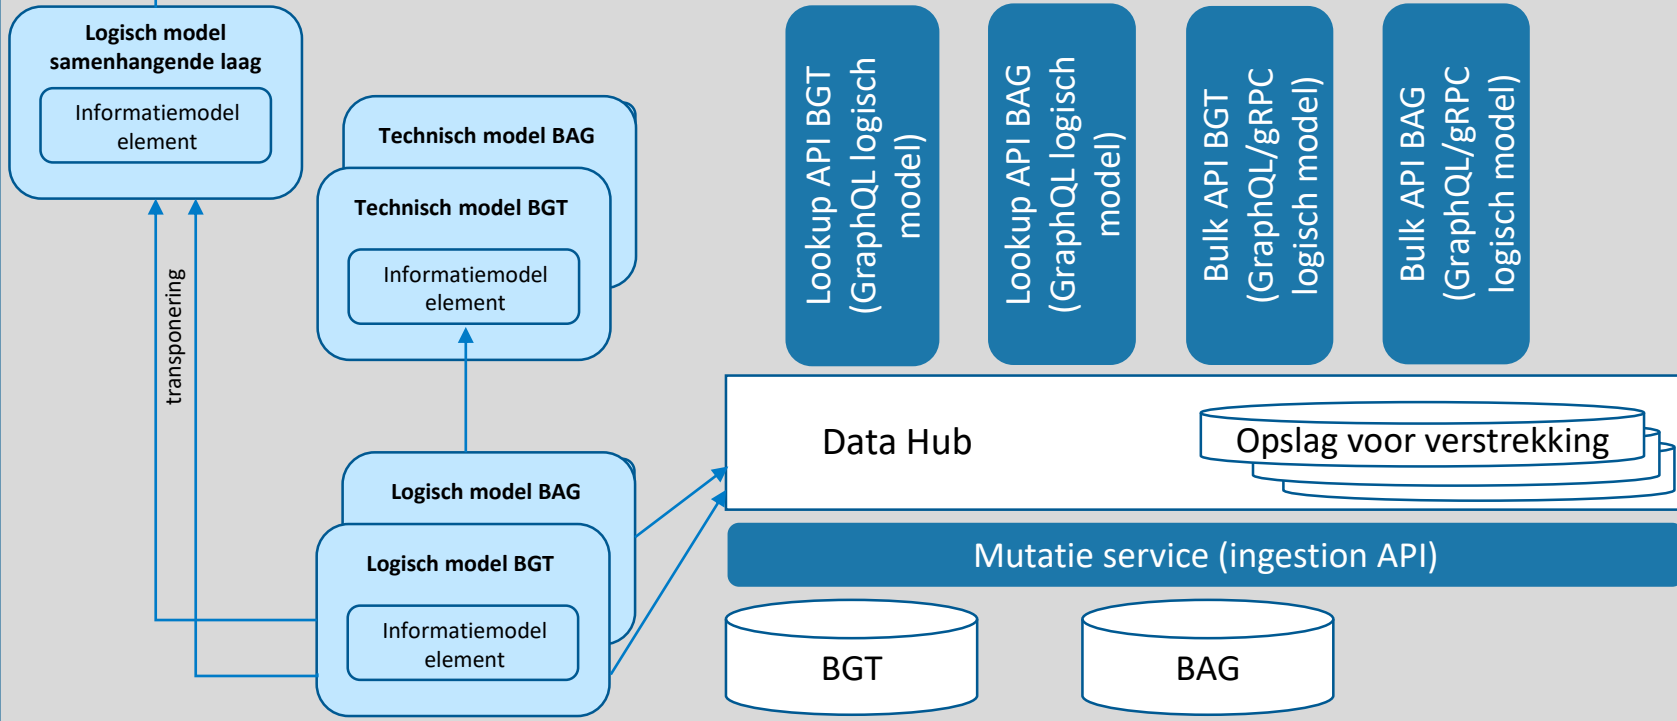 Logisch model
samenhangende laag
Informatiemodel
element
transponering
Technisch model BAG
Technisch model BGT
Informatiemodel
element
Logisch model BAG
Logisch model BGT
Informatiemodel
element
Lookup API BGT
(GraphQL logisch
model)
Lookup API BAG
(GraphQL logisch
model)
Bulk API BGT
(GraphQL/gRPC
logisch model)
Bulk API BAG
(GraphQL/gRPC
logisch model)
Data Hub
Opslag voor verstrekking
Mutatie service (ingestion API)
BGT
BAG